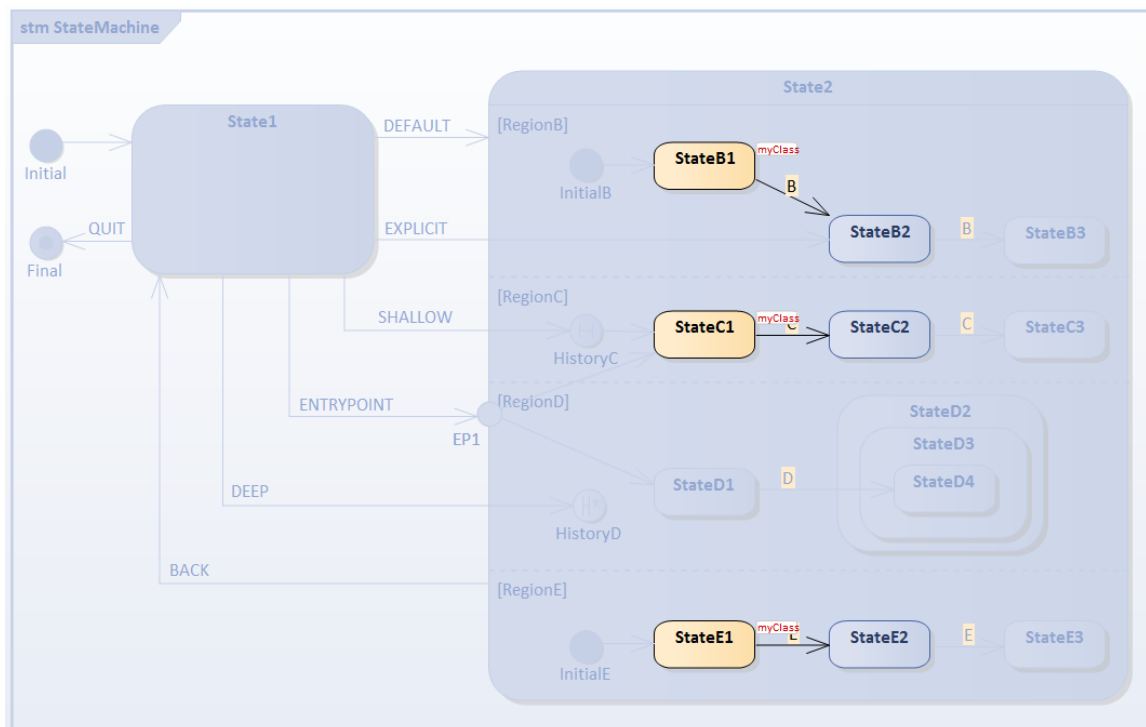 stm StateMachine
State2
State1
DEFAULT
[RegionB]
Initial
InitialB
StateB1
myClass
B
QUIT
EXPLICIT
StateB2
B
StateB3
Final
[RegionC]
SHALLOW
H
HistoryC
StateC1
myClass
C
StateC2
C
StateC3
ENTRYPOINT
EP1
[RegionD]
StateD2
StateD3
StateD4
StateD1
D
DEEP
HistoryD
BACK
[RegionE]
InitialE
StateE1
myClass
E
StateE2
E
StateE3